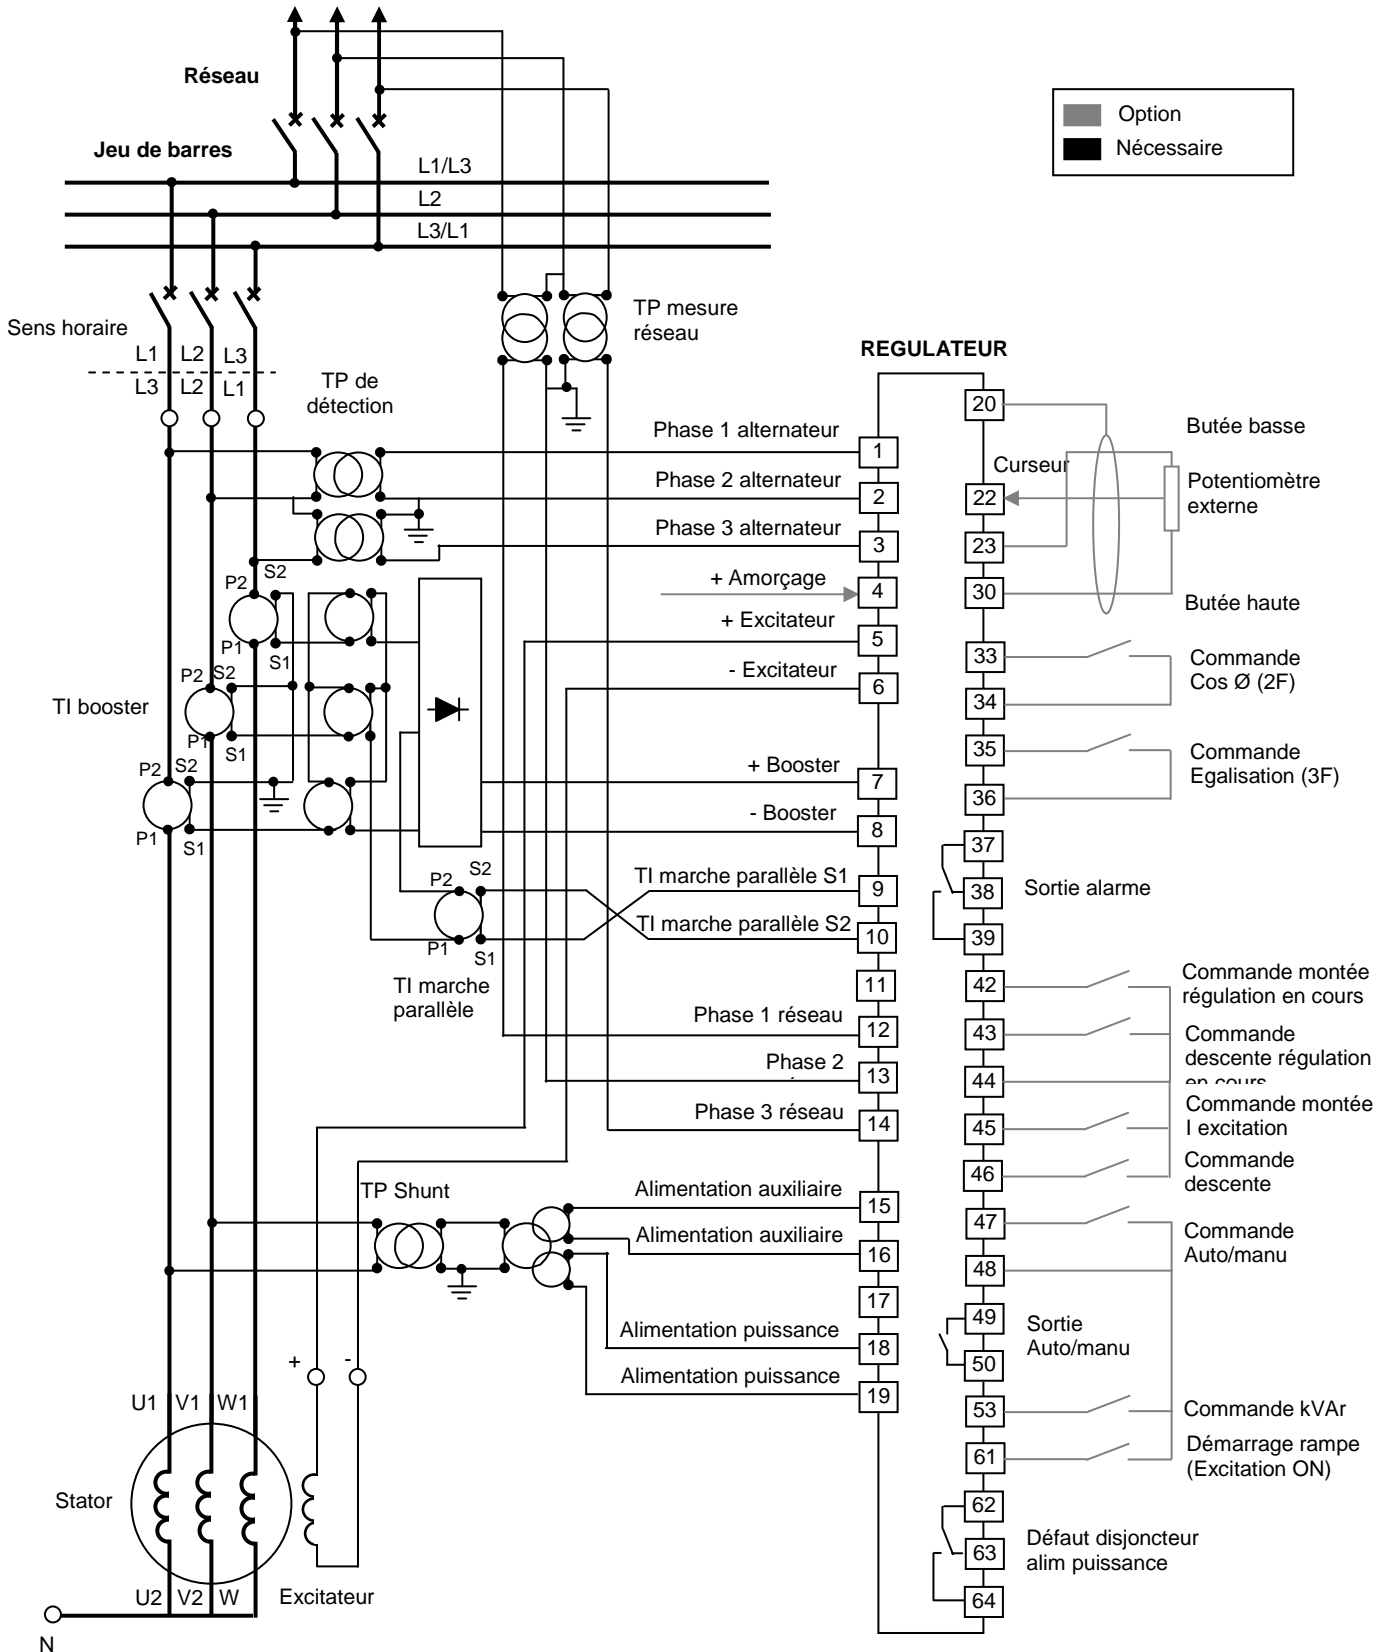 Réseau
Option
Nécessaire
Jeu de barres
L1/L3
L2
L3/L1
TP mesure
réseau
Sens horaire
L1 L2 L3
L3 L2 L1
TP de
détection
REGULATEUR
Phase 1 alternateur
1
Phase 2 alternateur
2
Phase 3 alternateur
3
+ Amorçage
4
+ Excitateur
5
- Excitateur
6
+ Booster
7
- Booster
8
TI marche parallèle S1
9
TI marche parallèle S2
10
11
Phase 1 réseau
12
Phase 2
13
Phase 3 réseau
14
Alimentation auxiliaire
15
Alimentation auxiliaire
16
17
Alimentation puissance
18
Alimentation puissance
19
20
Butée basse
Curseur
22
Potentiomètre
externe
23
30
Butée haute
33
Commande
Cos Ø (2F)
34
35
Commande
Egalisation (3F)
36
37
38
Sortie alarme
39
42
Commande montée
régulation en cours
43
Commande
descente régulation
en cours
44
Commande montée
I excitation
45
Commande
descente
46
47
Commande
Auto/manu
48
49
Sortie
Auto/manu
50
53
Commande kVAr
61
Démarrage rampe
(Excitation ON)
62
Défaut disjoncteur
alim puissance
63
64
P2 S2
P1 S1
P2 S2
TI booster
P1 S1
P2 S2
P1 S1
P2 S2
P1 S1
TI marche
parallèle
TP Shunt
+ -
U1 V1 W1
Stator
U2 V2 W
Excitateur
N